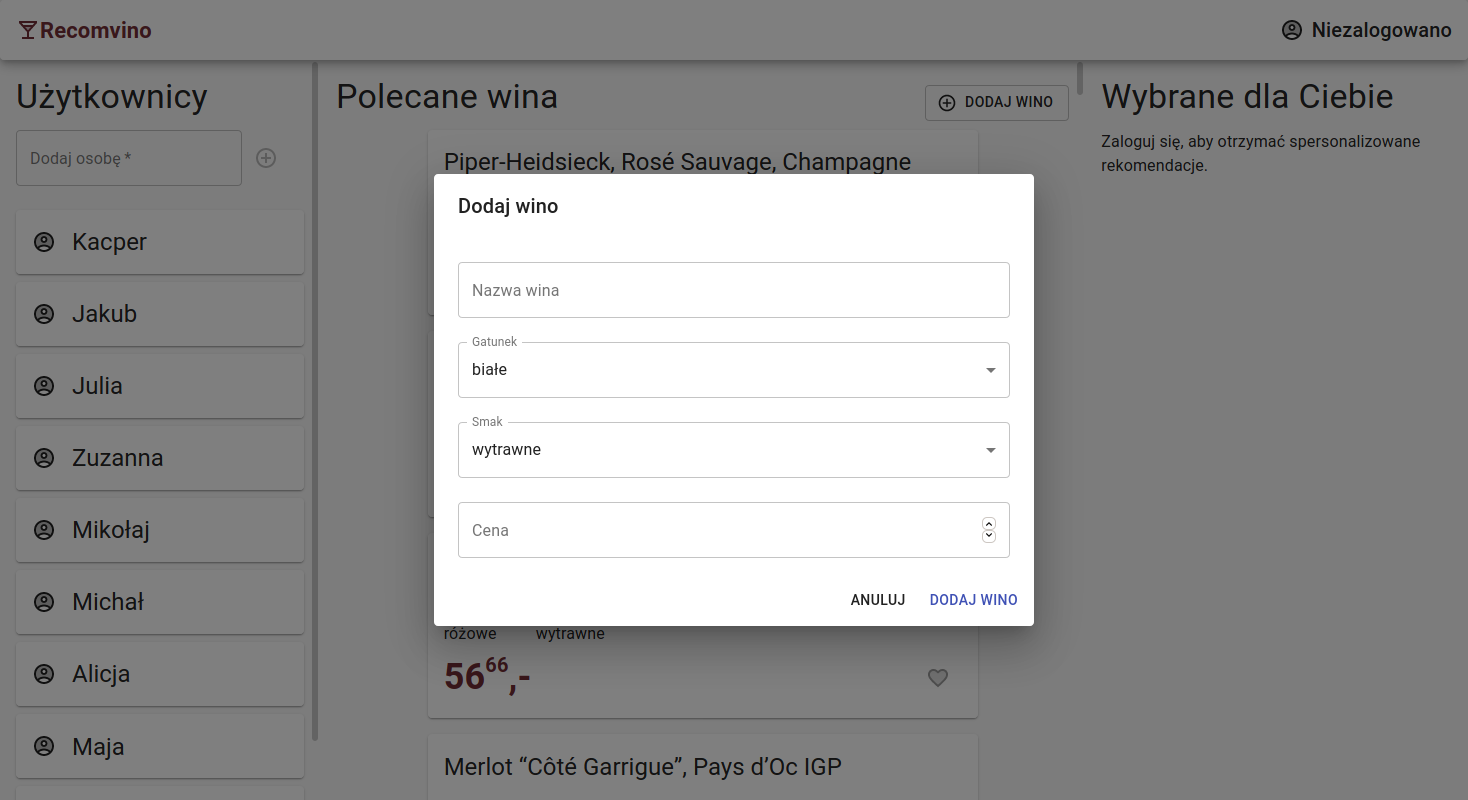 Recomvino
Niezalogowano
Użytkownicy
Dodaj osobę *
Kacper
Jakub
Julia
Zuzanna
Mikołaj
Michał
Alicja
Maja
Polecane wina
DODAJ WINO
Piper-Heidsieck, Rosé Sauvage, Champagne
Dodaj wino
Nazwa wina
Gatunek
białe
Smak
wytrawne
Cena
ANULUJ DODAJ WINO
różowe wytrawne
56 66 ,-
Merlot “Côté Garrigue”, Pays d’Oc IGP
Wybrane dla Ciebie
Zaloguj się, aby otrzymać spersonalizowane
rekomendacje.